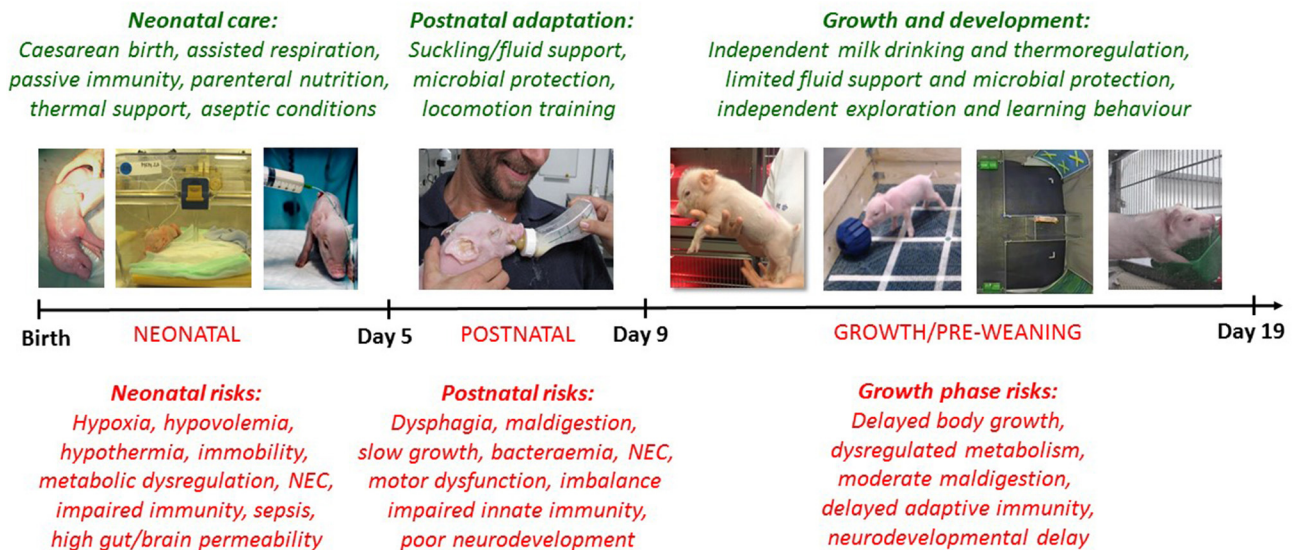 Neonatal care:
Caesarean birth, assisted respiration,
passive immunity, parenteral nutrition,
thermal support, aseptic conditions
Postnatal adaptation:
Suckling/fluid support,
microbial protection,
locomotion training
Growth and development:
Independent milk drinking and thermoregulation,
limited fluid support and microbial protection,
independent exploration and learning behaviour
Birth
NEONATAL
Day 5
POSTNATAL
Day 9
GROWTH/PRE-WEANING
Day 19
Neonatal risks:
Hypoxia, hypovolemia,
hypothermia, immobility,
metabolic dysregulation, NEC,
impaired immunity, sepsis,
high gut/brain permeability
Postnatal risks:
Dysphagia, maldigestion,
slow growth, bacteraemia, NEC,
motor dysfunction, imbalance
impaired innate immunity,
poor neurodevelopment
Growth phase risks:
Delayed body growth,
dysregulated metabolism,
moderate maldigestion,
delayed adaptive immunity,
neurodevelopmental delay